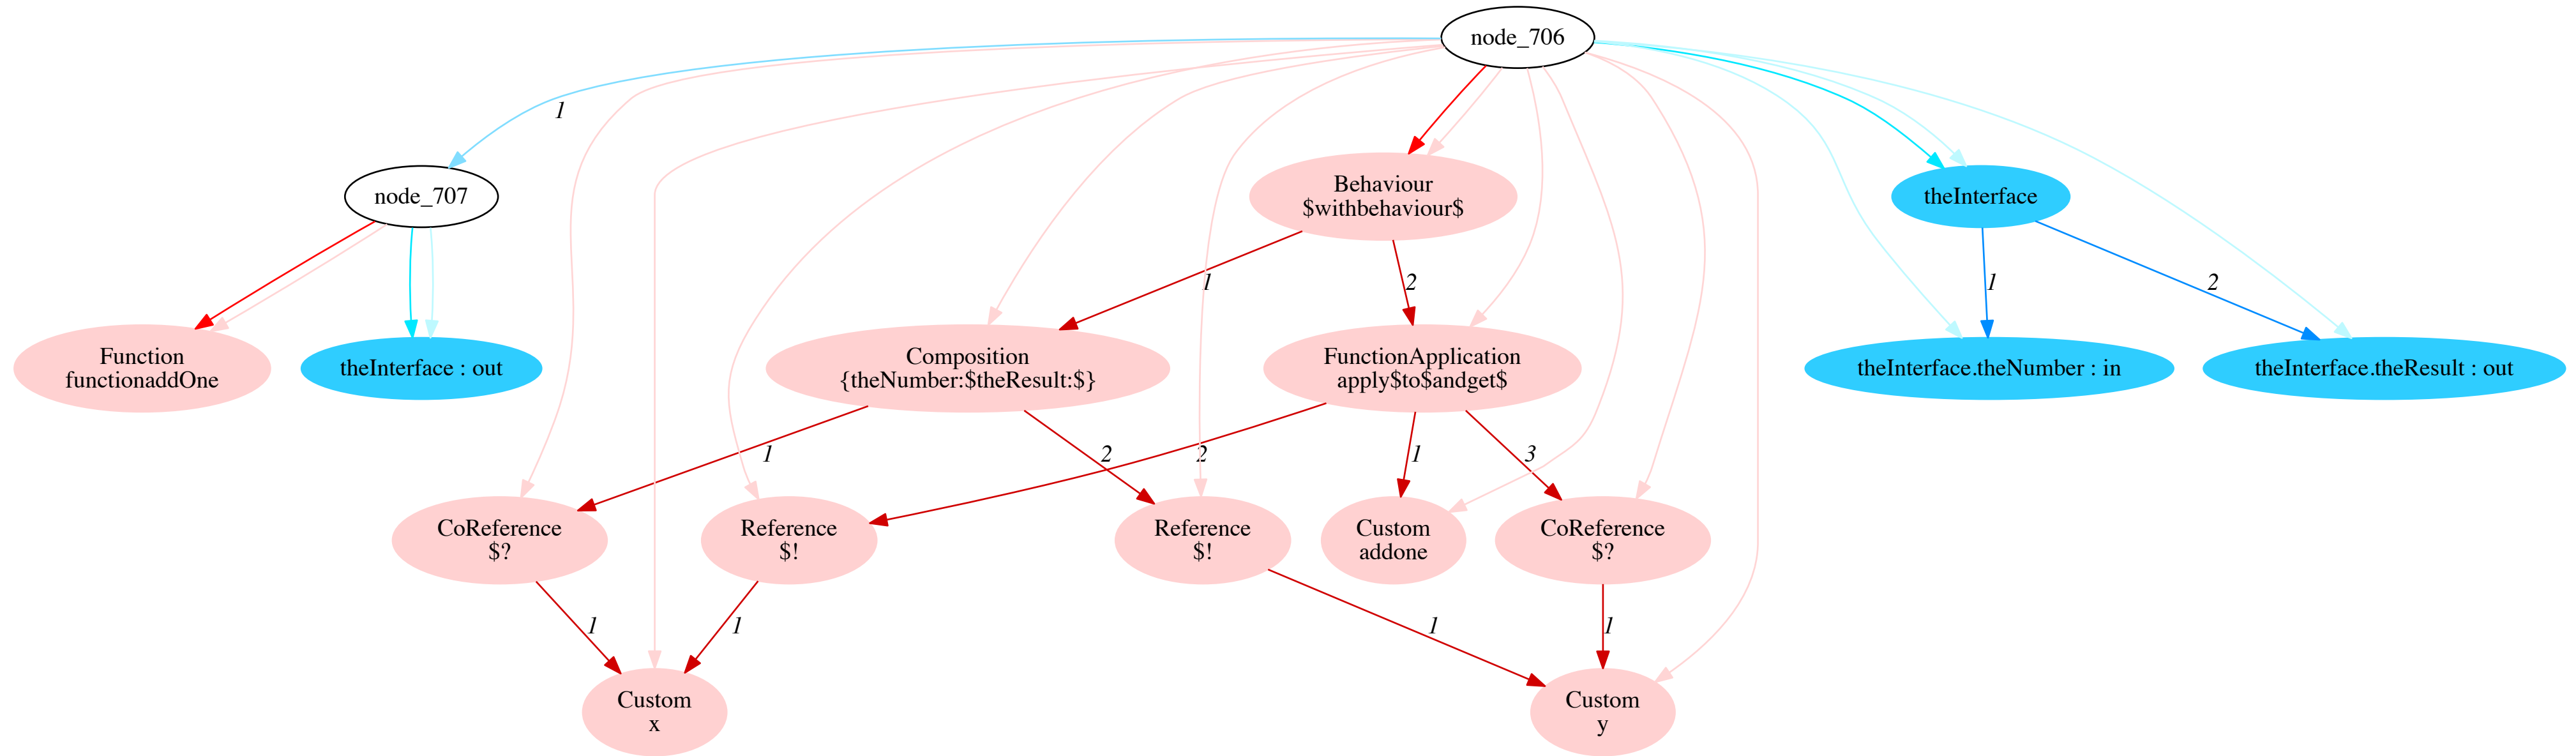 node_706
1
node_707
Behaviour
$withbehaviour$
theInterface
1
2
1
2
Function
functionaddOne
theInterface : out
Composition
{theNumber:$theResult:$}
FunctionApplication
apply$to$andget$
theInterface.theNumber : in
theInterface.theResult : out
1
2
2
1
3
CoReference
$?
Reference
$!
Reference
$!
Custom
addone
CoReference
$?
1
1
1
1
Custom
x
Custom
y